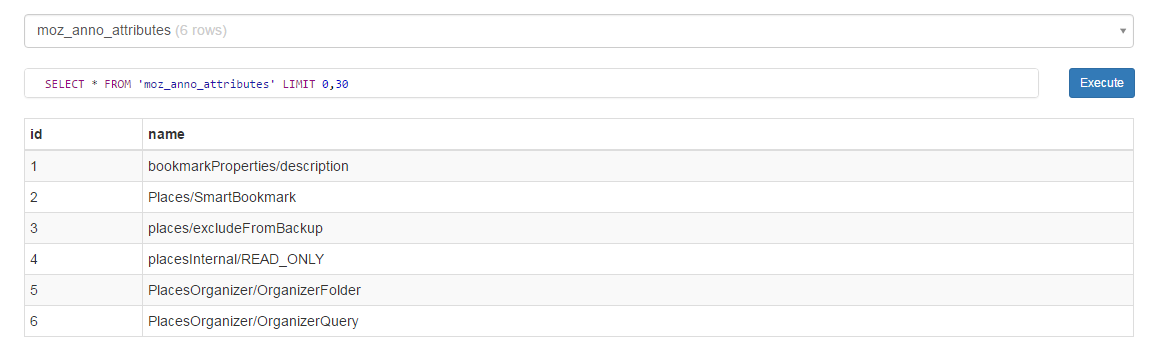 moz_anno_attributes (6 rows)
SELECT * FROM 'moz_anno_attributes' LIMIT 0,30
Execute
id name
1 bookmarkProperties/description
2 Places/SmartBookmark
3 places/excludeFromBackup
4 placesInternal/READ_ONLY
5 PlacesOrganizer/OrganizerFolder
6 PlacesOrganizer/OrganizerQuery